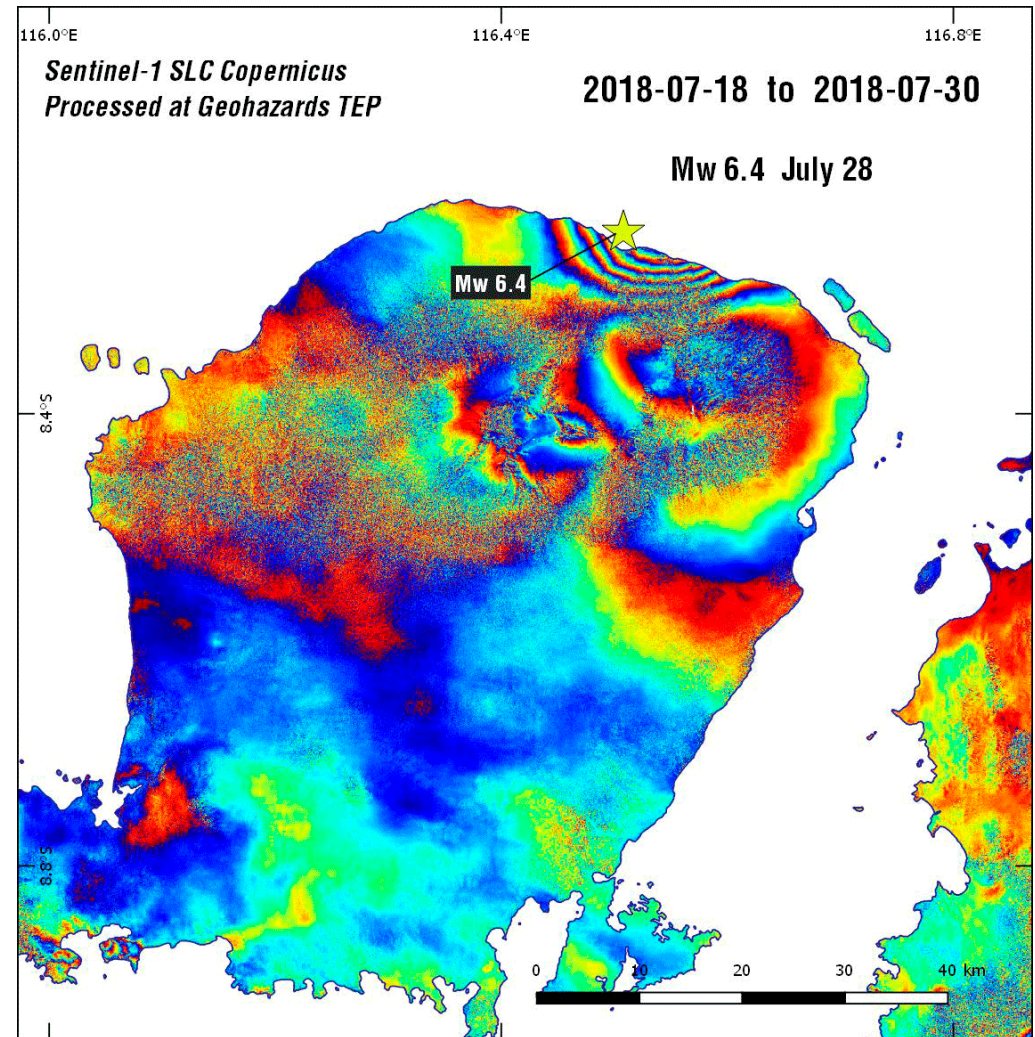 116.0°E
116.4°E
116.8°E
Sentinel-1 SLC Copernicus
Processed at Geohazards TEP
2018-07-18 to 2018-07-30
Mw 6.4 July 28
Mw 6.4
8.4°S
8.8°S
0 10 20 30 40 km